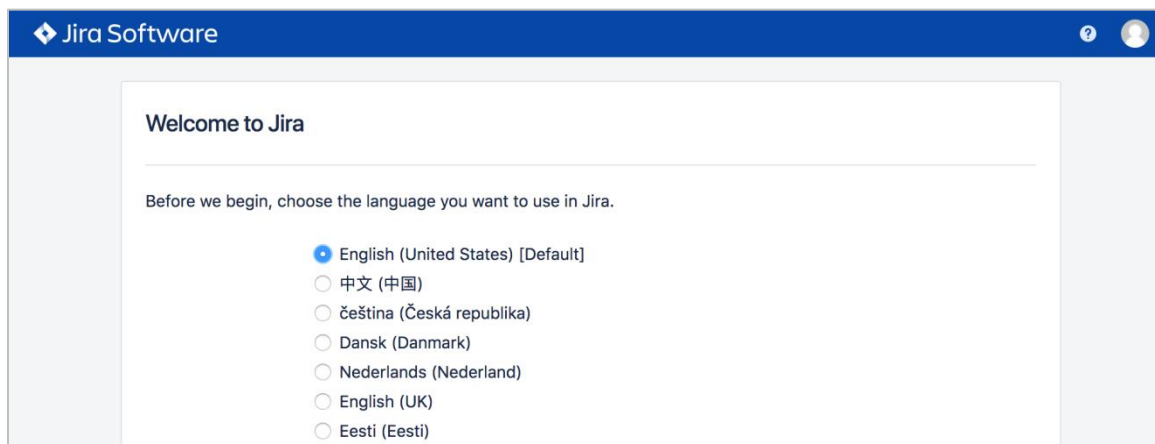 Jira Software
?
Welcome to Jira
Before we begin, choose the language you want to use in Jira.
English (United States) [Default]
中文 (中国)
čeština (Česká republika)
Dansk (Danmark)
Nederlands (Nederland)
English (UK)
Eesti (Eesti)